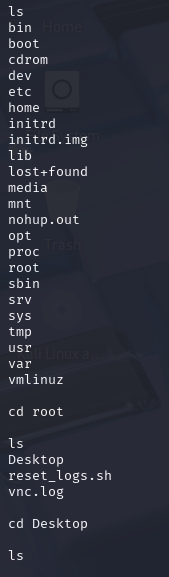 ls
bin
boot
cdrom
dev
etc
home
initrd
initrd.img
lib
lost+found
media
mnt
nohup.out
opt
proc
root
sbin
srv
sys
tmp
usr
var
vmlinuz
cd root
ls
Desktop
reset_logs.sh
vnc.log
cd Desktop
ls
Home
Trash